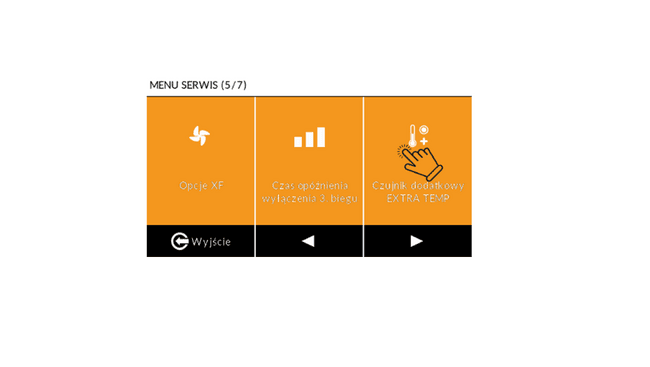 MENU SERWIS (5/7)
Opcje XF
Czas opóźnienia
wyłączenia 3. biegu
Czujnik dodatkowy
EXTRA TEMP
Wyjście